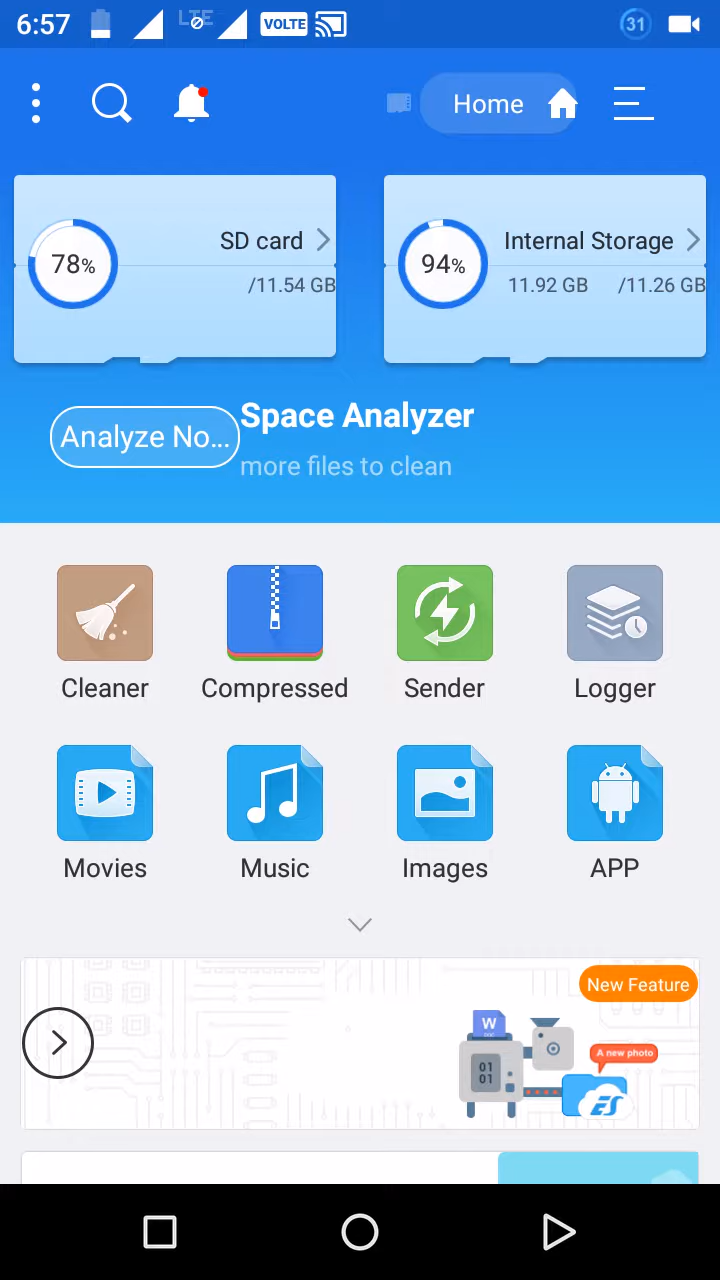 6:57
LTE
VOLTE
31
Home
78%
SD card
/11.54 GB
94%
Internal Storage
11.92 GB /11.26 GB
Analyze No...
Space Analyzer
more files to clean
Cleaner
Compressed
Sender
Logger
Movies
Music
Images
APP
New Feature
W
DOC
A new photo
01
01
ES